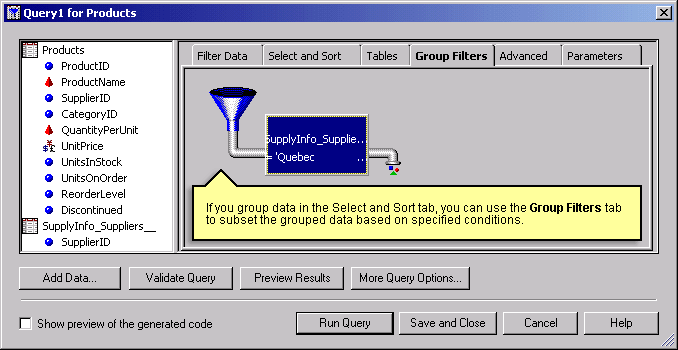 Query1 for Products
Products
ProductID
ProductName
SupplierID
CategoryID
QuantityPerUnit
UnitPrice
UnitsInStock
UnitsOnOrder
ReorderLevel
Discontinued
SupplyInfo_Suppliers__
SupplierID
Filter Data
Select and Sort
Tables
Group Filters
Advanced
Parameters
SupplyInfo_Supplie...
= 'Quebec ...
If you group data in the Select and Sort tab, you can use the Group Filters tab
to subset the grouped data based on specified conditions.
Add Data...
Validate Query
Preview Results
More Query Options...
Show preview of the generated code
Run Query
Save and Close
Cancel
Help